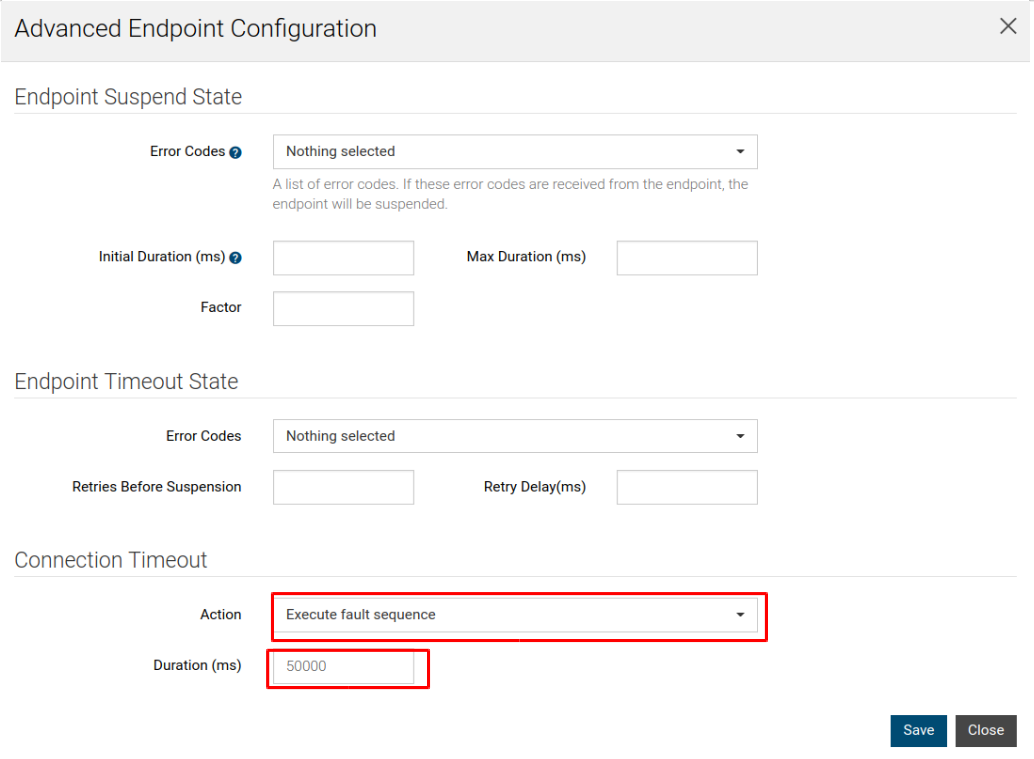 Advanced Endpoint Configuration
Endpoint Suspend State
Error Codes ? Nothing selected
A list of error codes. If these error codes are received from the endpoint, the
endpoint will be suspended.
Initial Duration (ms) ? Max Duration (ms)
Factor
Endpoint Timeout State
Error Codes Nothing selected
Retries Before Suspension Retry Delay(ms)
Connection Timeout
Action Execute fault sequence
Duration (ms) 50000
Save Close